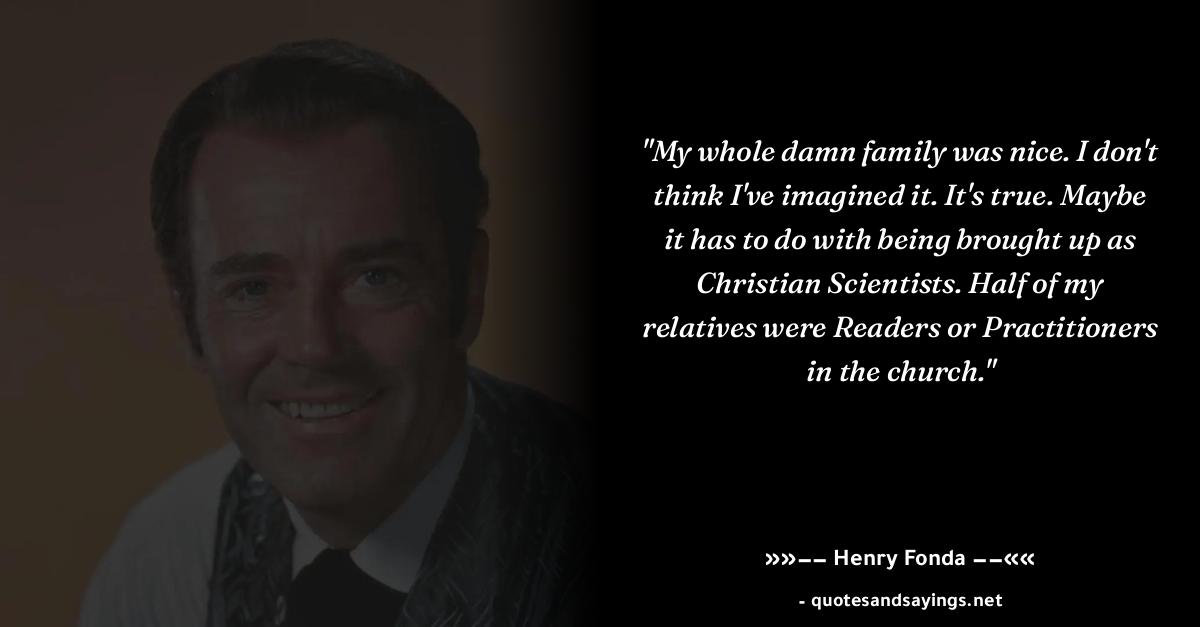 "My whole damn family was nice. I don't
think I've imagined it. It's true. Maybe
it has to do with being brought up as
Christian Scientists. Half of my
relatives were Readers or Practitioners
in the church."
»»−− Henry Fonda −−««
- quotesandsayings.net